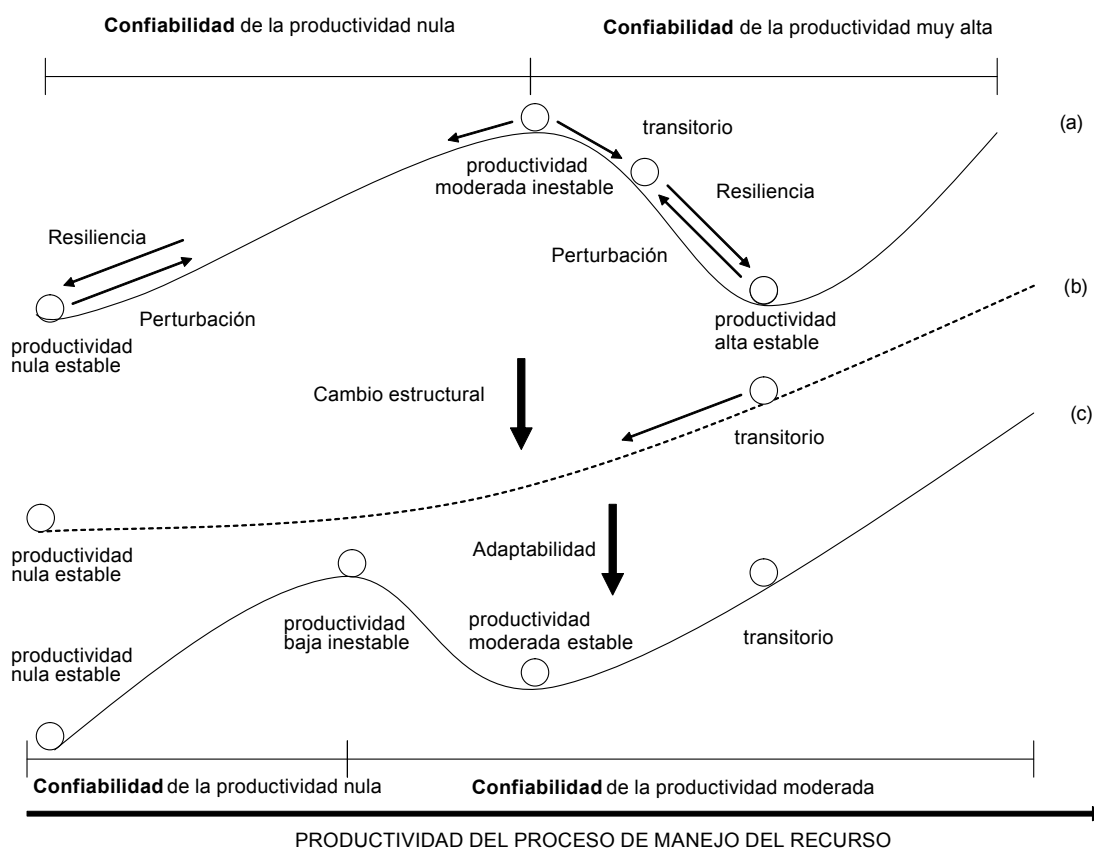 Confiabilidad de la productividad nula
Confiabilidad de la productividad muy alta
(a)
transitorio
productividad
moderada inestable
Resiliencia
Resiliencia
Perturbación
Perturbación
(b)
productividad
alta estable
productividad
nula estable
Cambio estructural
(c)
transitorio
productividad
nula estable
Adaptabilidad
productividad
baja inestable
productividad
moderada estable
transitorio
productividad
nula estable
Confiabilidad de la productividad nula
Confiabilidad de la productividad moderada
PRODUCTIVIDAD DEL PROCESO DE MANEJO DEL RECURSO